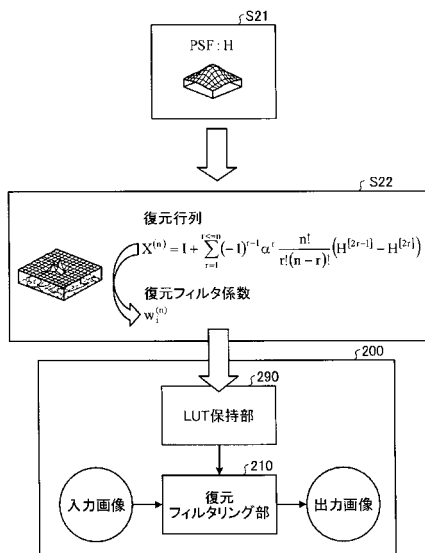 S21
PSF : H
S22
復元行列
X^{(n)} = I + \sum_{r=1}^{r<=n} (-1)^{r-1} α^r \frac{n!}{r!(n-r)!} (H^{[2r-1]} - H^{[2r]})
復元フィルタ係数
w_i^{(n)}
200
290
LUT保持部
210
入力画像
復元
フィルタリング部
出力画像